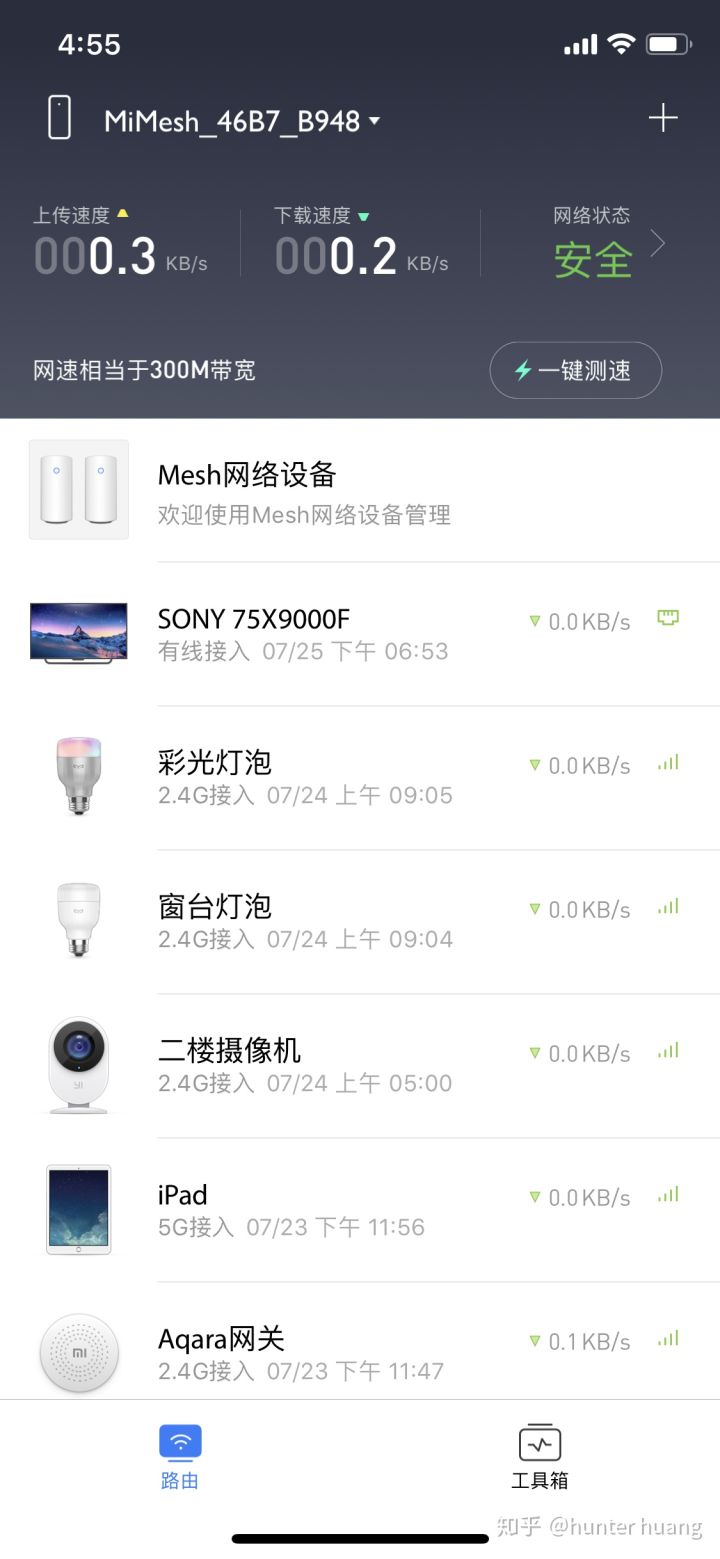 4:55
MiMesh_46B7_B948
上传速度 下载速度 网络状态
000.3 KB/s 000.2 KB/s 安全
网速相当于300M带宽 一键测速
Mesh网络设备
欢迎使用Mesh网络设备管理
SONY 75X9000F 0.0KB/s
有线接入 07/25 下午 06:53
彩光灯泡 0.0KB/s
2.4G接入 07/24 上午 09:05
窗台灯泡 0.0KB/s
2.4G接入 07/24 上午 09:04
二楼摄像机 0.0KB/s
YI
2.4G接入 07/24 上午 05:00
iPad 0.0KB/s
5G接入 07/23 下午 11:56
Aqara网关 0.1KB/s
MI
2.4G接入 07/23 下午 11:47
路由 工具箱
知乎 @hunter huang